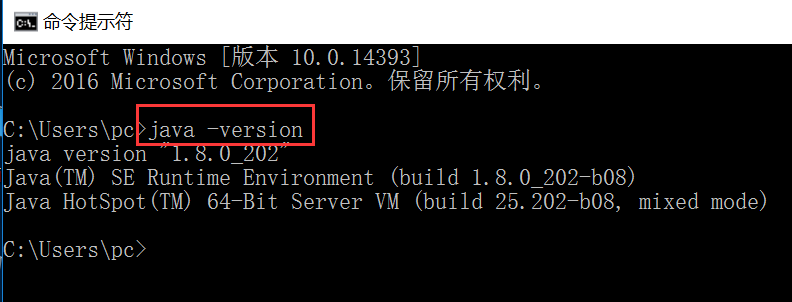 命令提示符
Microsoft Windows [版本 10.0.14393]
(c) 2016 Microsoft Corporation。保留所有权利。
C:\Users\pc>java -version
java version "1.8.0_202"
Java(TM) SE Runtime Environment (build 1.8.0_202-b08)
Java HotSpot(TM) 64-Bit Server VM (build 25.202-b08, mixed mode)
C:\Users\pc>